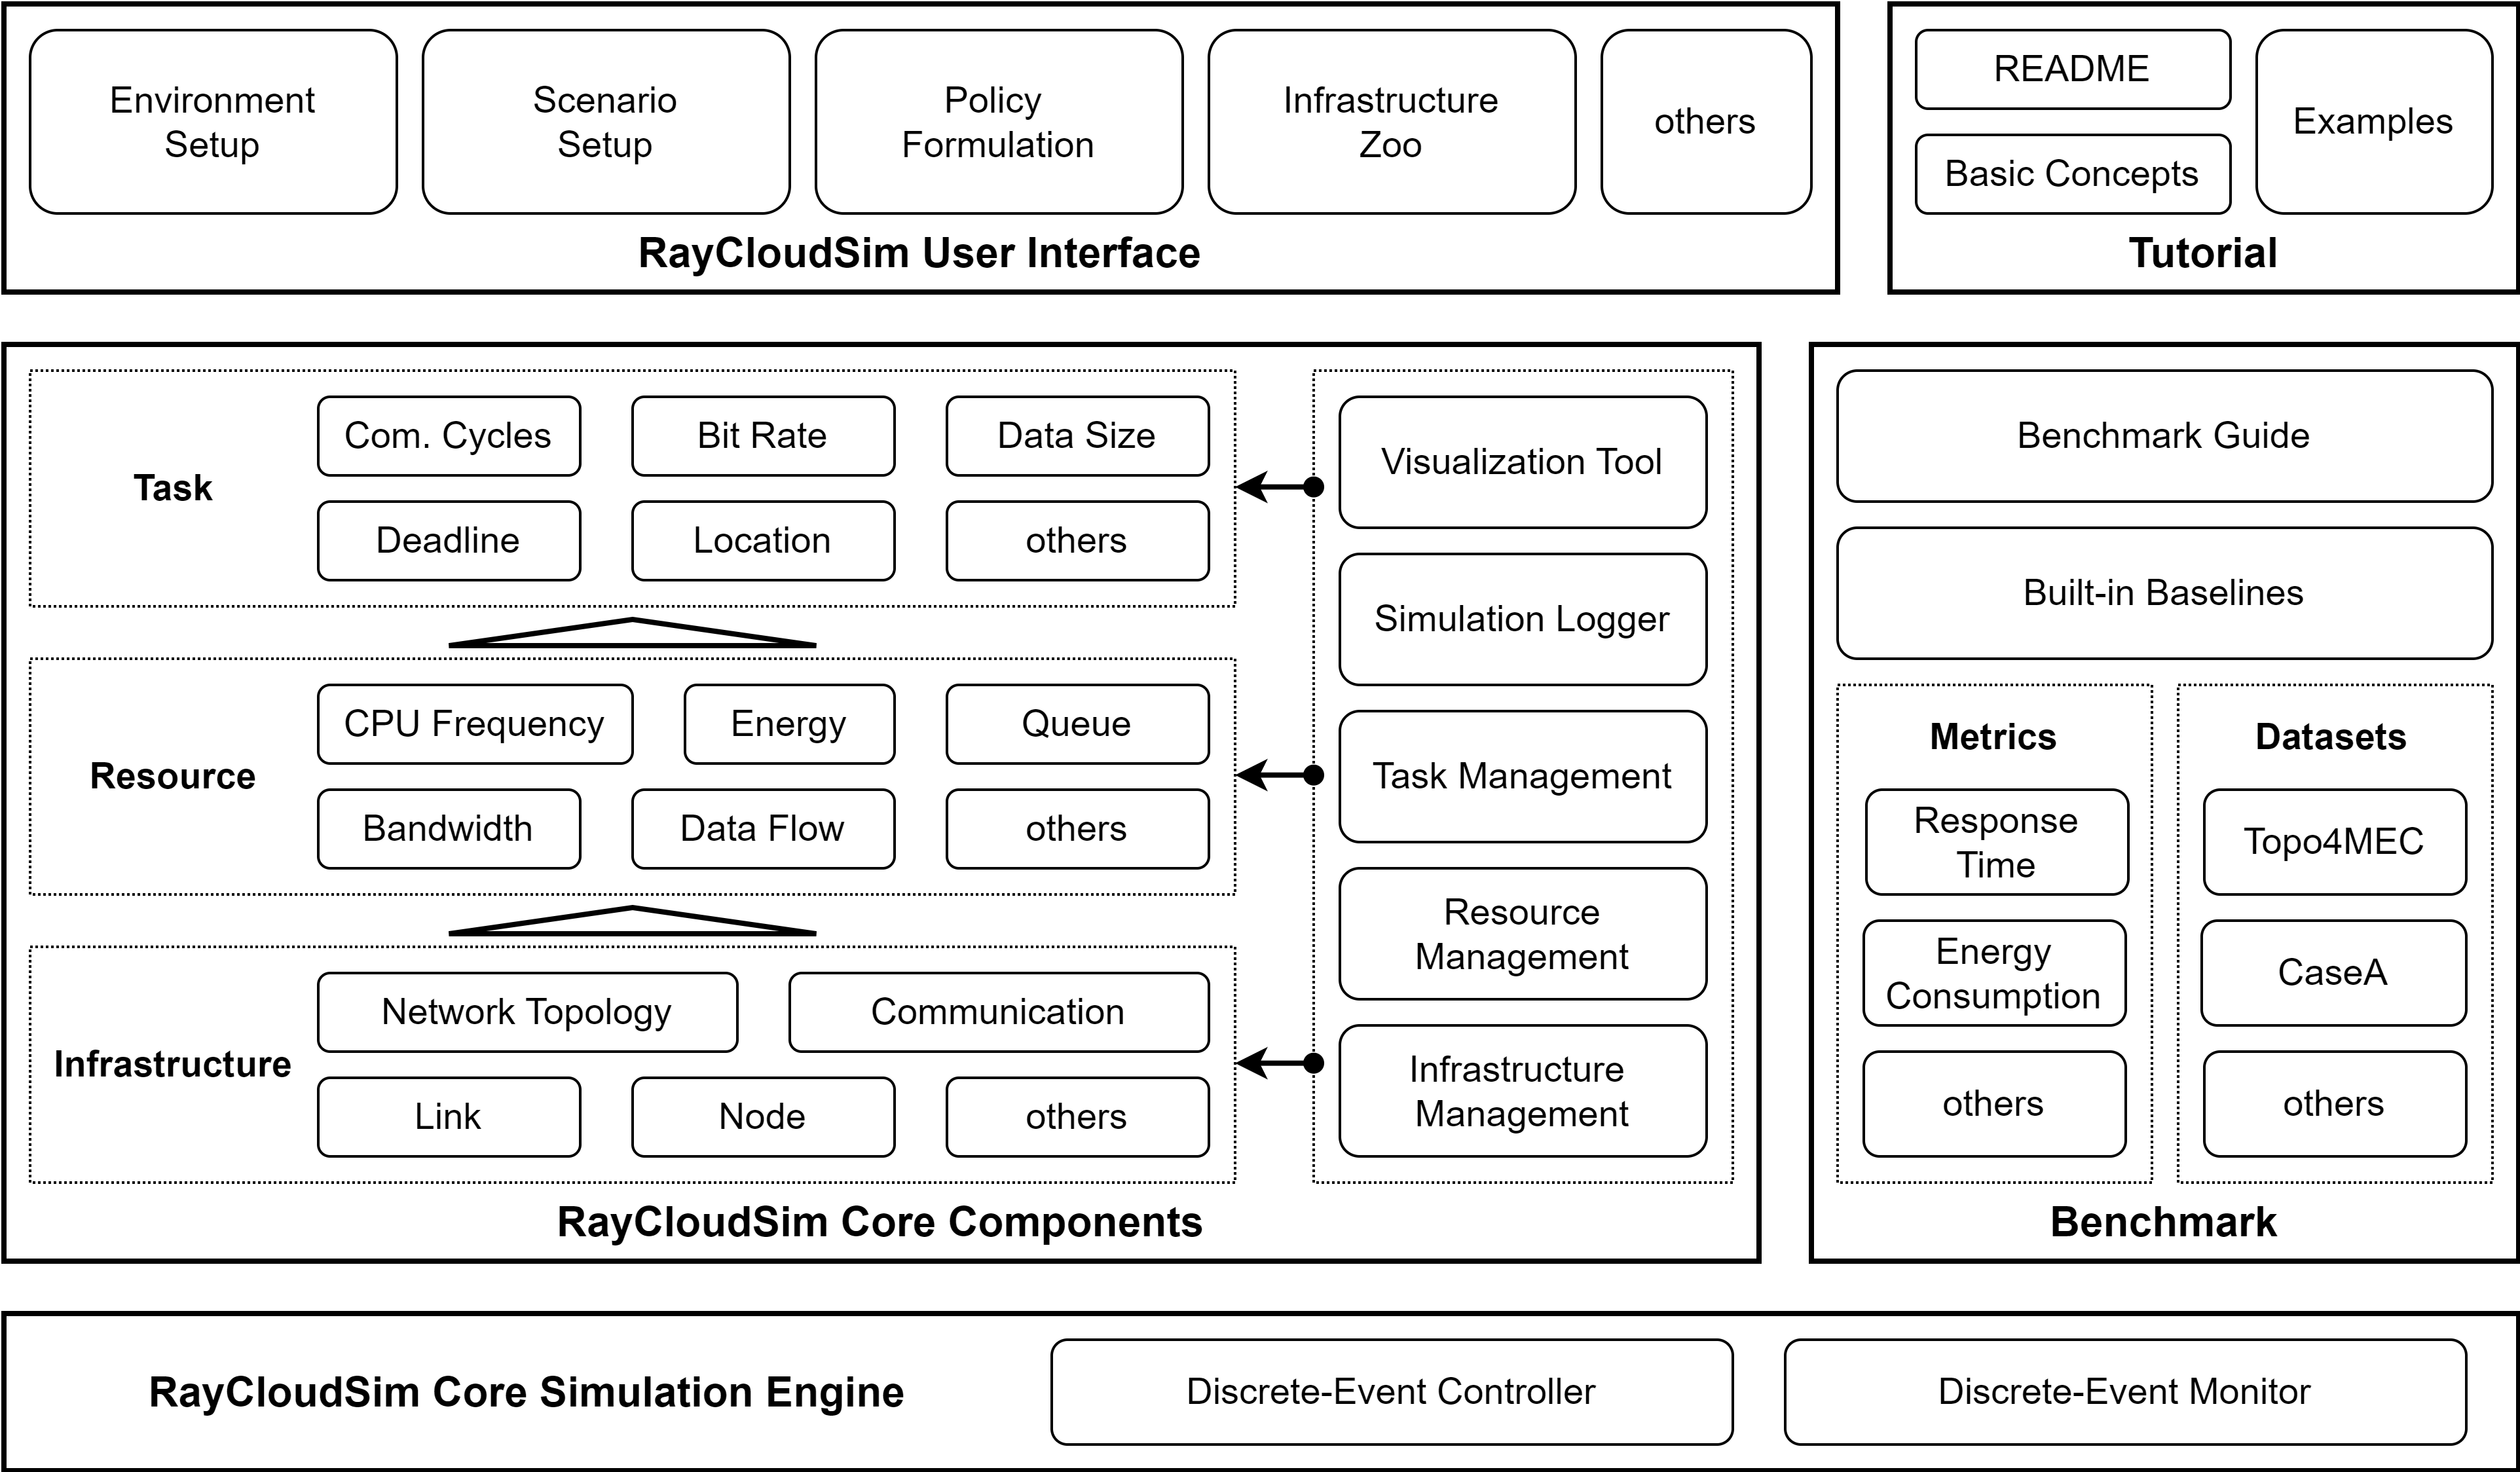 Environment
Setup
Scenario
Setup
Policy
Formulation
Infrastructure
Zoo
others
RayCloudSim User Interface
README
Basic Concepts
Examples
Tutorial
Task
Com. Cycles
Bit Rate
Data Size
Deadline
Location
others
Resource
CPU Frequency
Energy
Queue
Bandwidth
Data Flow
others
Infrastructure
Network Topology
Communication
Link
Node
others
Visualization Tool
Simulation Logger
Task Management
Resource
Management
Infrastructure
Management
RayCloudSim Core Components
Benchmark Guide
Built-in Baselines
Metrics
Response
Time
Energy
Consumption
others
Datasets
Topo4MEC
CaseA
others
Benchmark
RayCloudSim Core Simulation Engine
Discrete-Event Controller
Discrete-Event Monitor